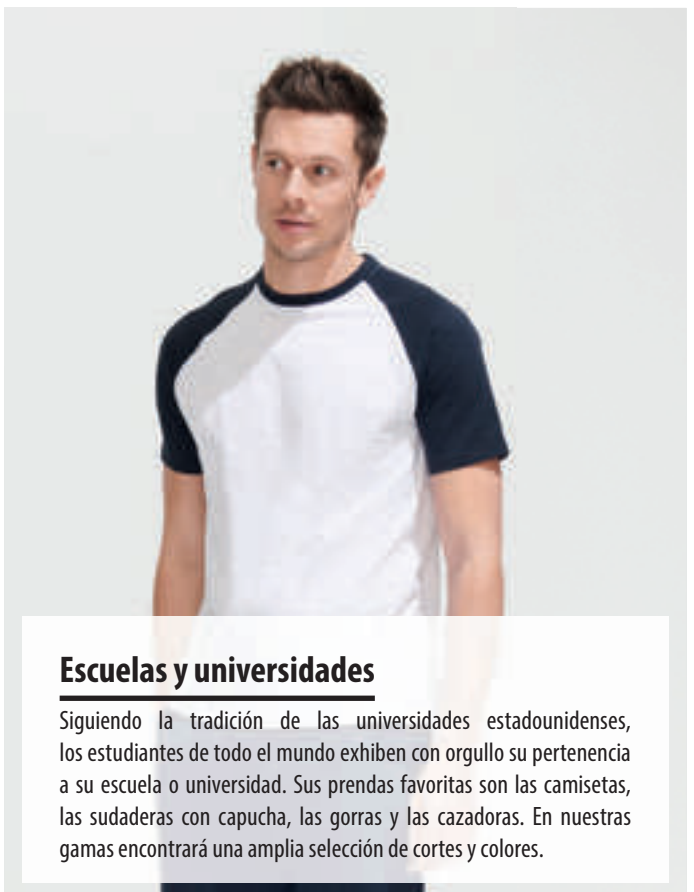 Escuelas y universidades
Siguiendo la tradición de las universidades estadounidenses,
los estudiantes de todo el mundo exhiben con orgullo su pertenencia
a su escuela o universidad. Sus prendas favoritas son las camisetas,
las sudaderas con capucha, las gorras y las cazadoras. En nuestras
gamas encontrará una amplia selección de cortes y colores.